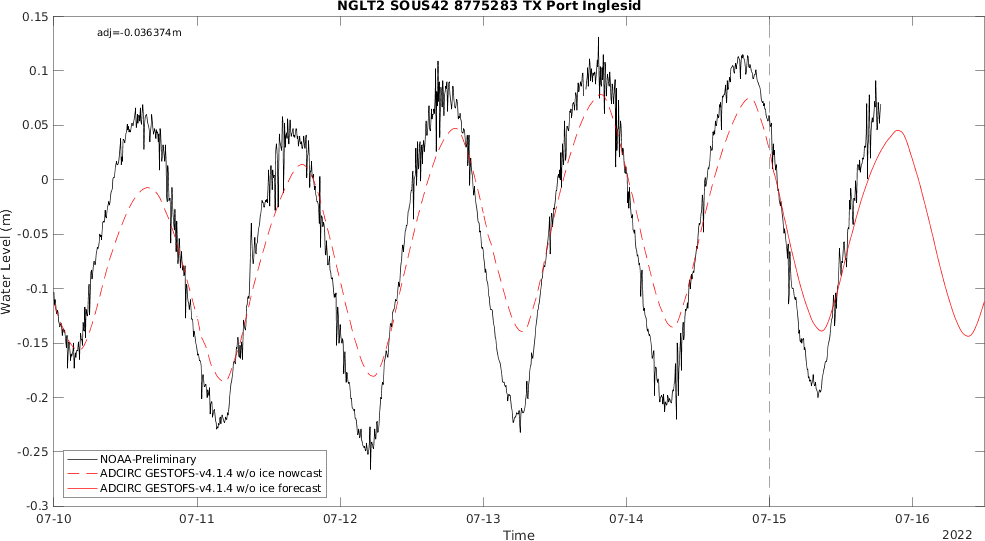 NGLT2 SOUS42 8775283 TX Port Inglesid
adj=-0.036374m
0.15
0.1
0.05
0
-0.05
-0.1
-0.15
-0.2
-0.25
-0.3
Water Level (m)
NOAA-Preliminary
ADCIRC GESTOFS-v4.1.4 w/o ice nowcast
ADCIRC GESTOFS-v4.1.4 w/o ice forecast
07-10 07-11 07-12 07-13 07-14 07-15 07-16
Time
2022